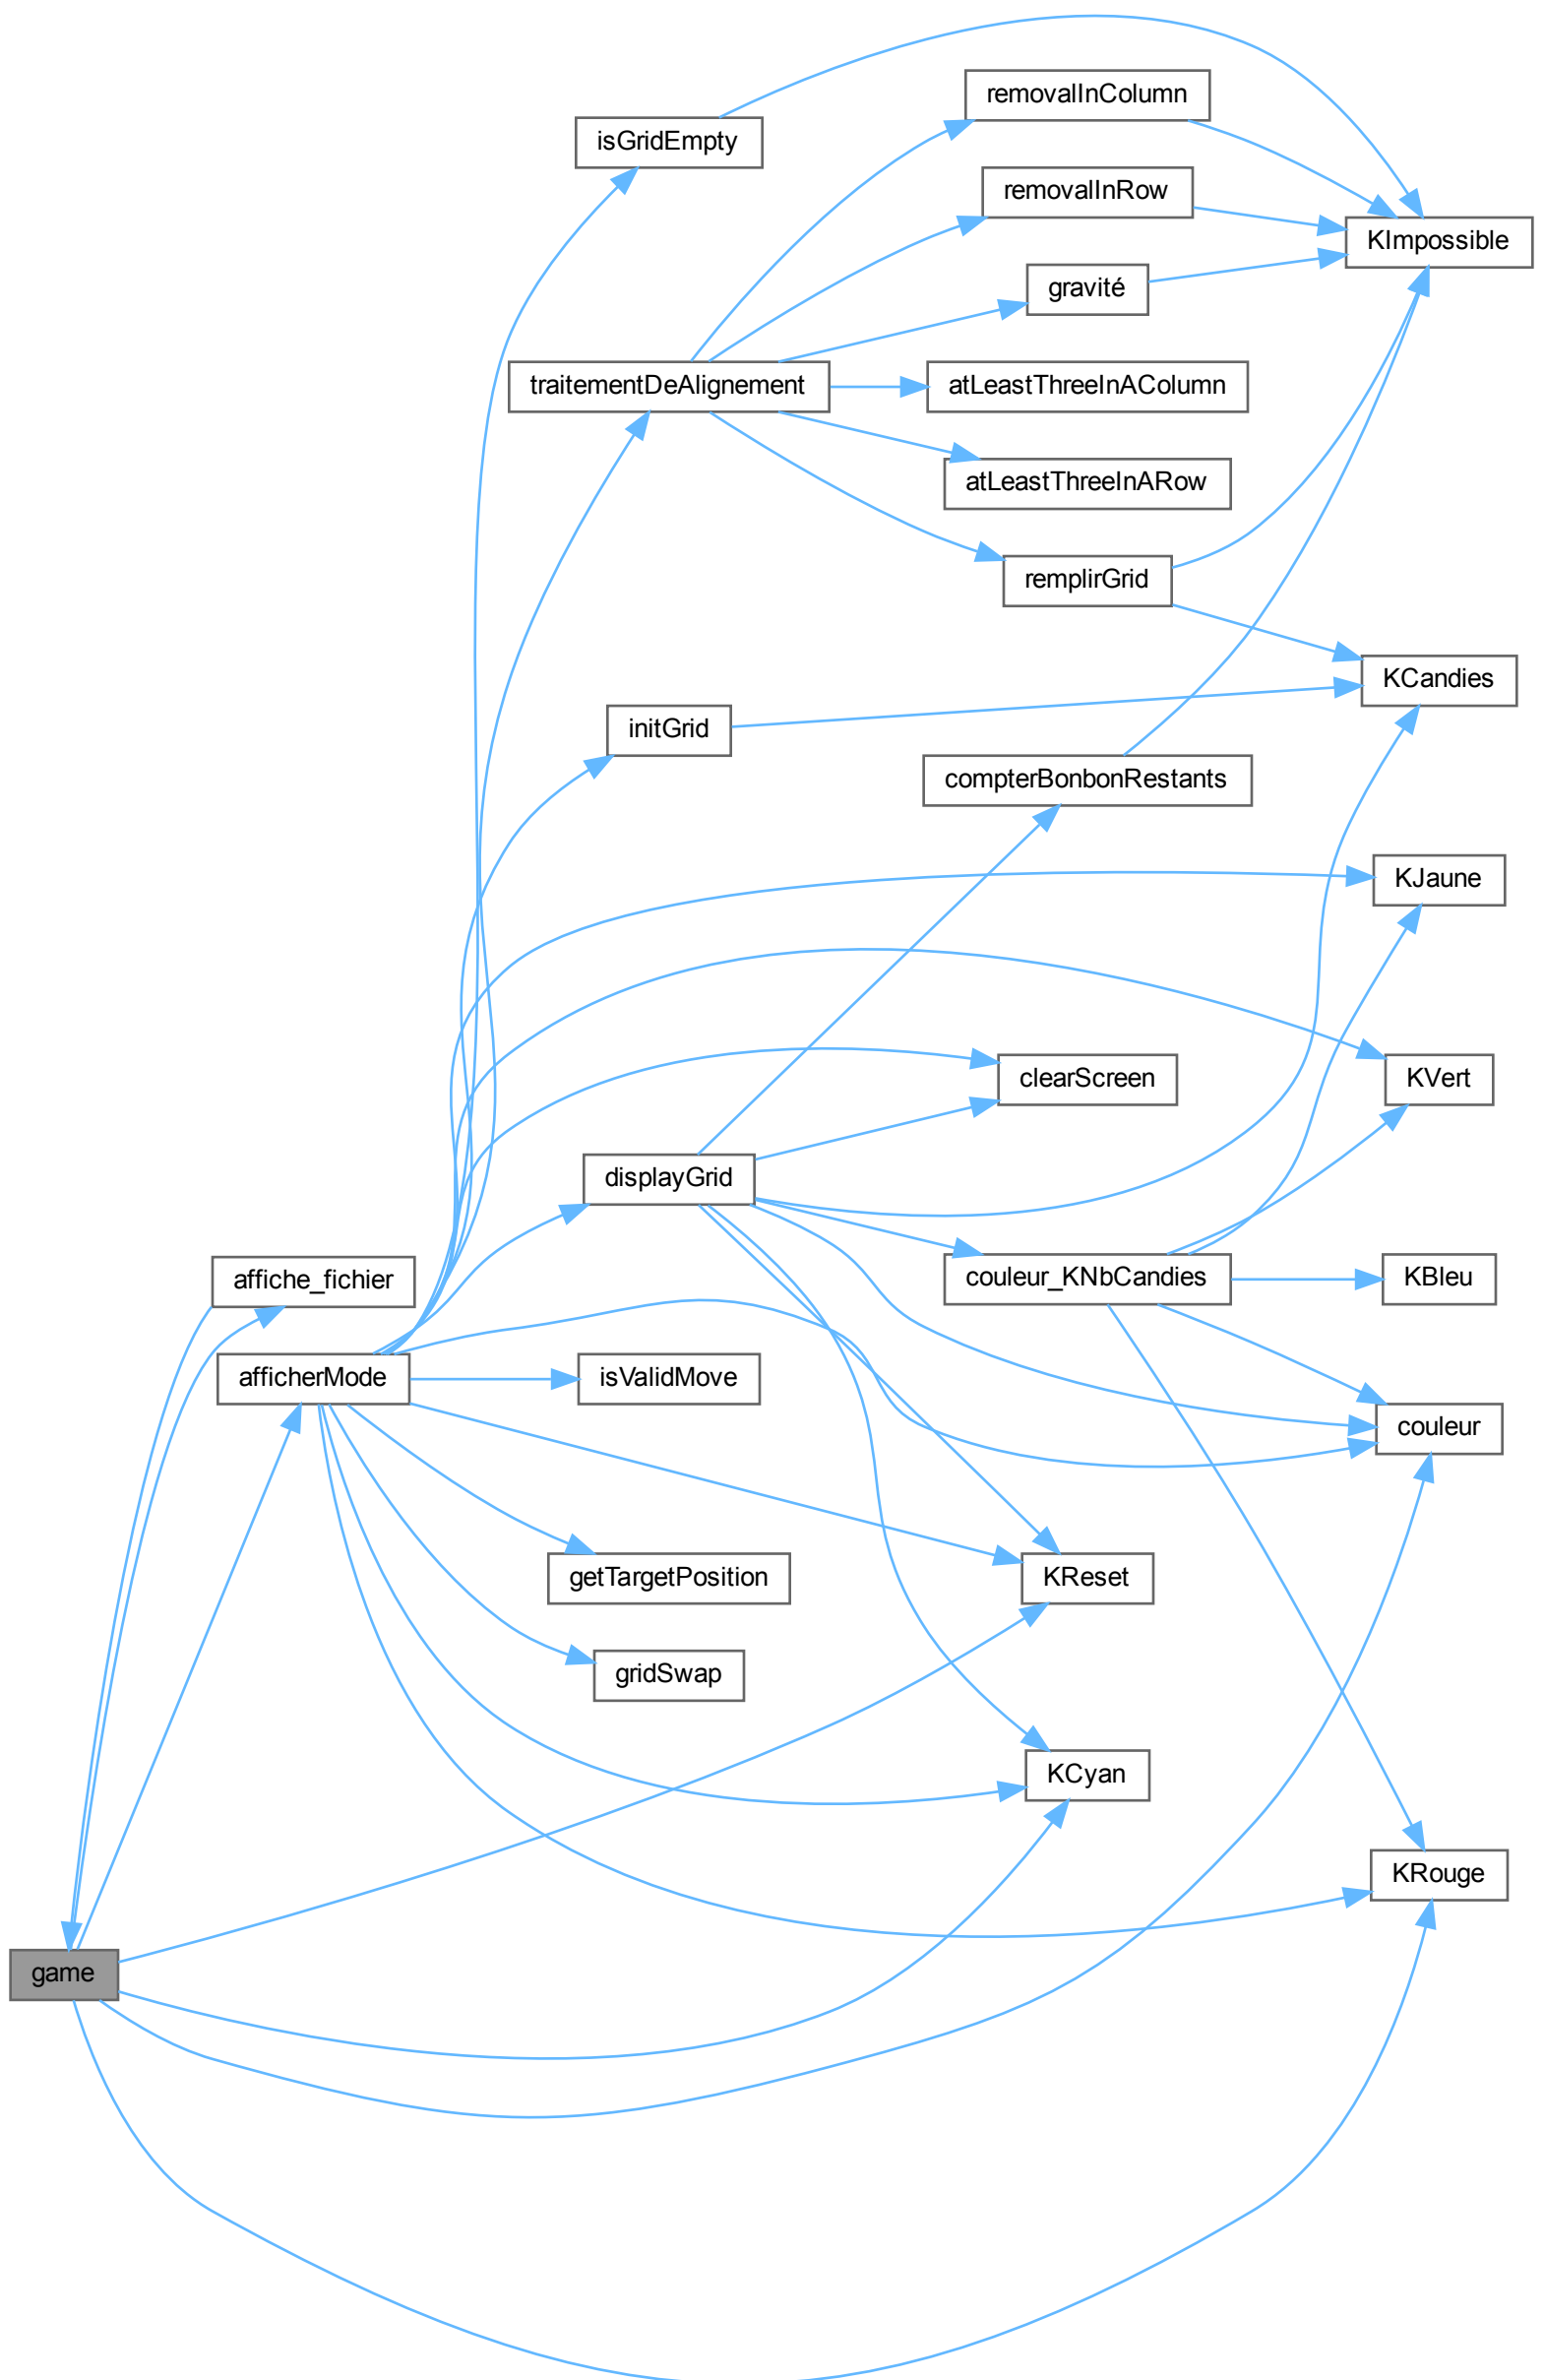 removalInColumn
isGridEmpty
removalInRow
KImpossible
gravité
traitementDeAlignement
atLeastThreeInAColumn
atLeastThreeInARow
remplirGrid
KCandies
initGrid
compterBonbonRestants
KJaune
clearScreen
KVert
displayGrid
affiche_fichier
couleur_KNbCandies
KBleu
afficherMode
isValidMove
couleur
getTargetPosition
KReset
gridSwap
KCyan
KRouge
game